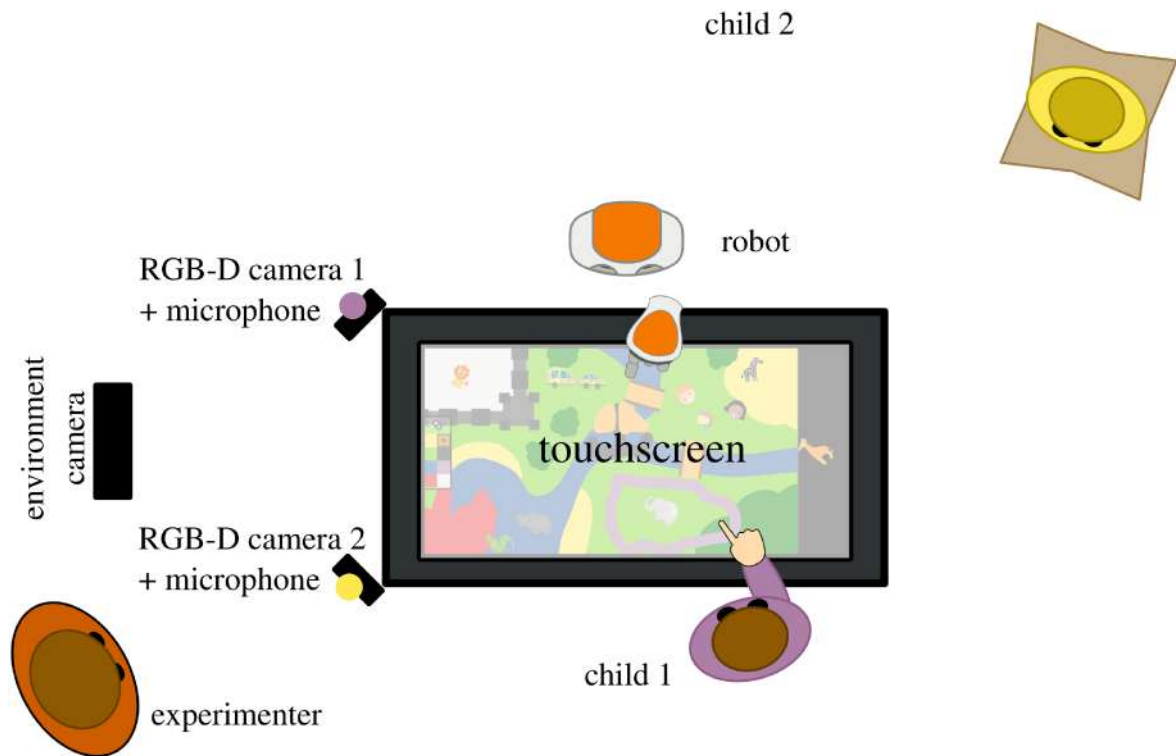 child 2
robot
RGB-D camera 1
+ microphone
environment
camera
touchscreen
RGB-D camera 2
+ microphone
child 1
experimenter